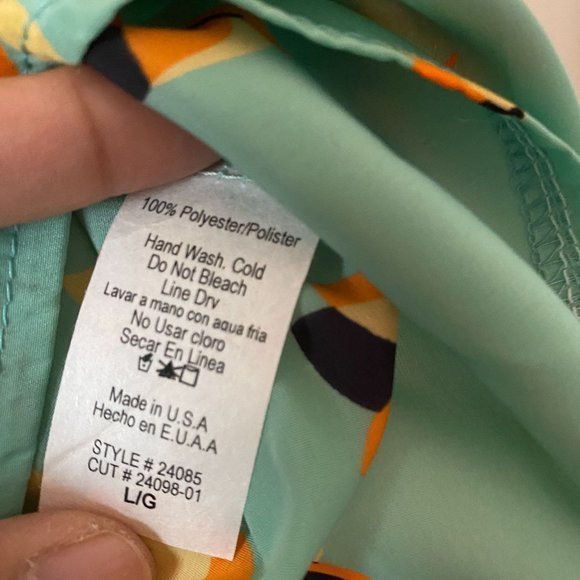 100% Polyester/Polister
Hand Wash. Cold
Do Not Bleach
Line Dry
Lavar a mano con agua fria
No Usar cloro
Secar En Linea
Made in U.S.A
Hecho en E.U.A.A
STYLE # 24085
CUT # 24098-01
L/G